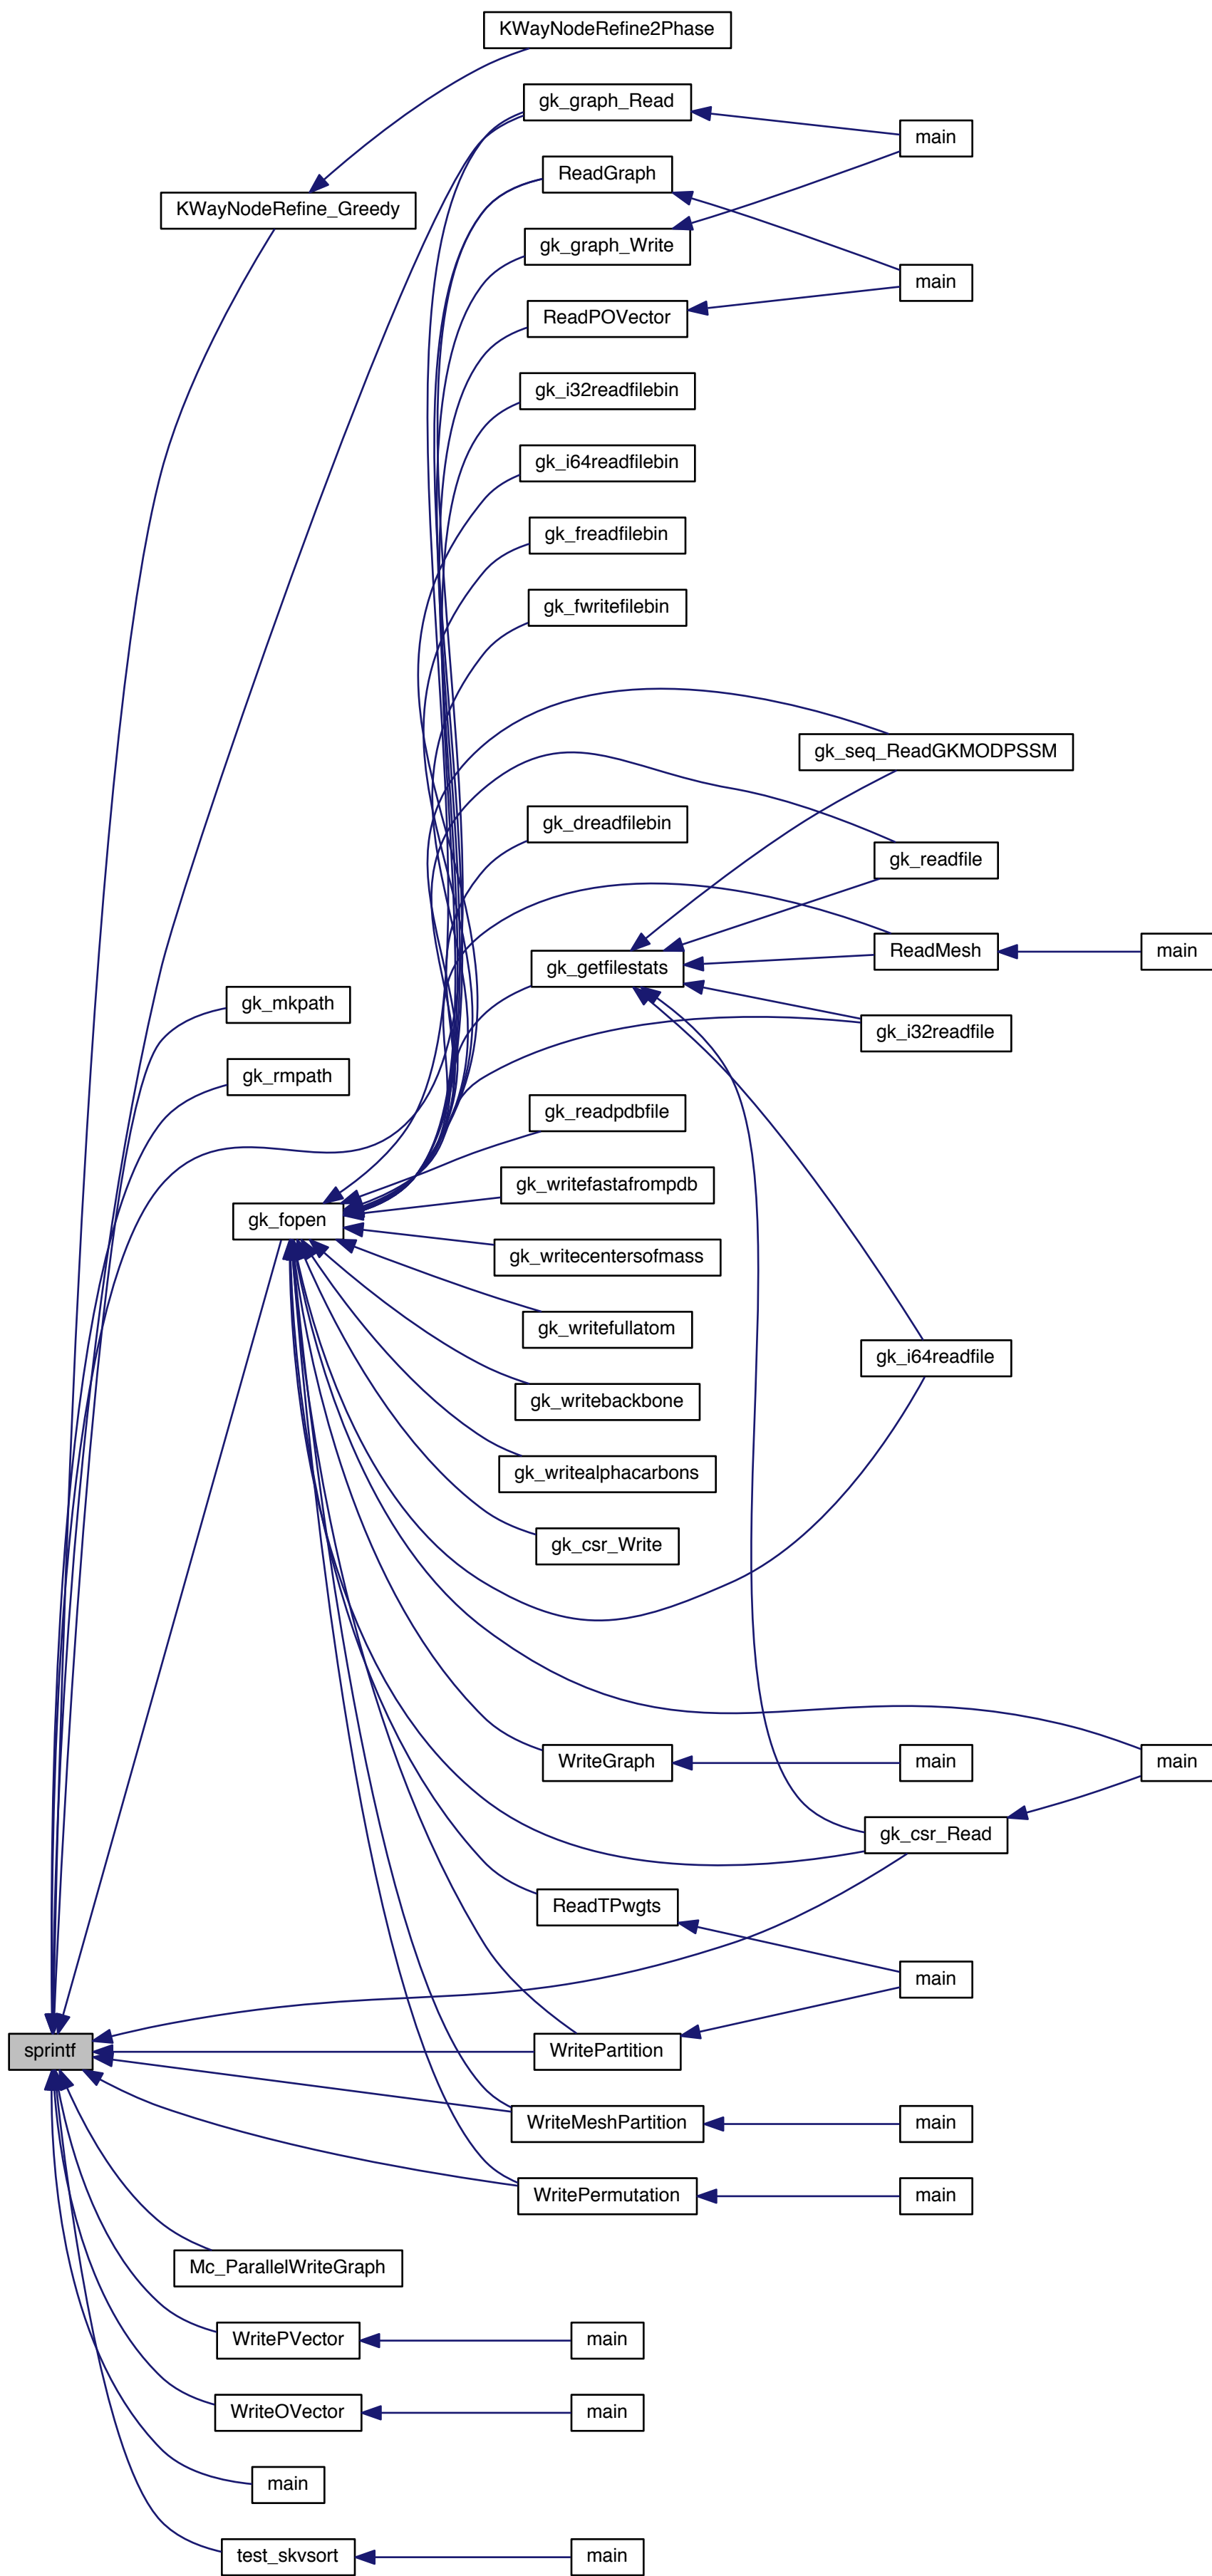 KWayNodeRefine2Phase
gk_graph_Read
main
ReadGraph
KWayNodeRefine_Greedy
gk_graph_Write
main
ReadPOVector
gk_i32readfilebin
gk_i64readfilebin
gk_freadfilebin
gk_fwritefilebin
gk_seq_ReadGKMODPSSM
gk_dreadfilebin
gk_readfile
ReadMesh
main
gk_getfilestats
gk_mkpath
gk_i32readfile
gk_rmpath
gk_readpdbfile
gk_writefastafrompdb
gk_fopen
gk_writecentersofmass
gk_writefullatom
gk_i64readfile
gk_writebackbone
gk_writealphacarbons
gk_csr_Write
WriteGraph
main
main
gk_csr_Read
ReadTPwgts
main
sprintf
WritePartition
WriteMeshPartition
main
WritePermutation
main
Mc_ParallelWriteGraph
WritePVector
main
WriteOVector
main
main
test_skvsort
main